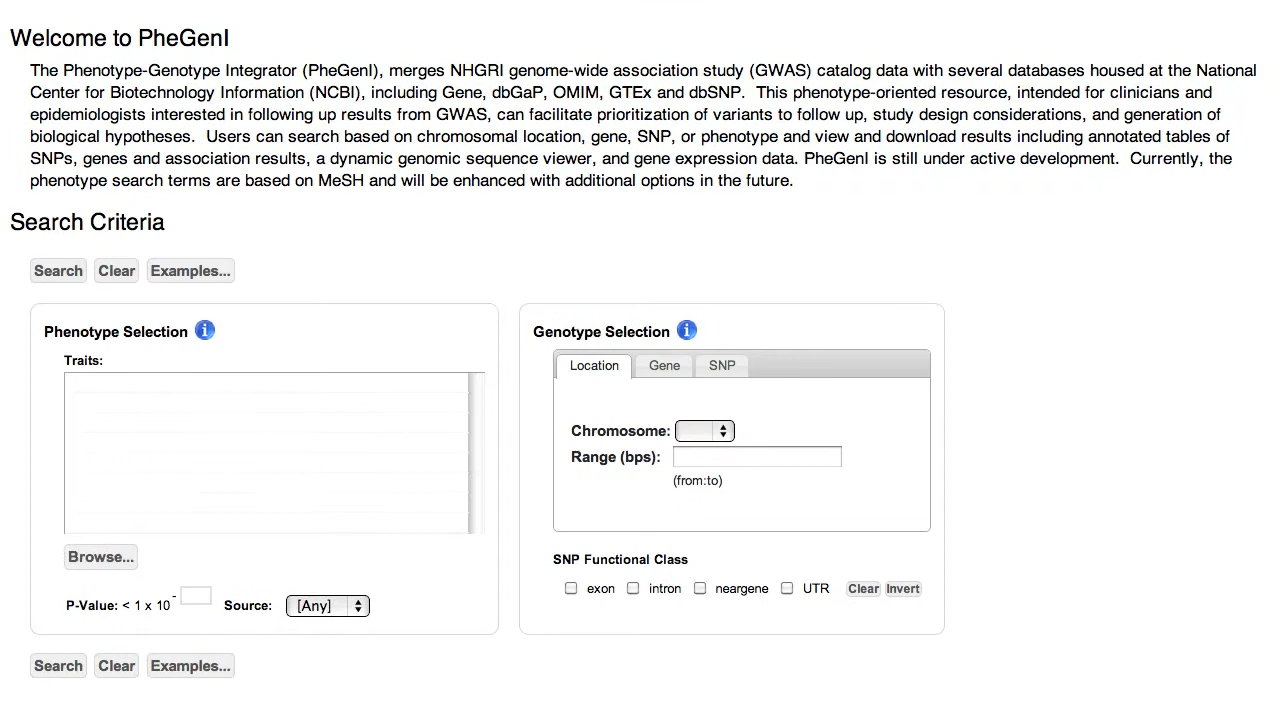 Welcome to PheGenI
The Phenotype-Genotype Integrator (PheGenI), merges NHGRI genome-wide association study (GWAS) catalog data with several databases housed at the National
Center for Biotechnology Information (NCBI), including Gene, dbGaP, OMIM, GTEx and dbSNP.  This phenotype-oriented resource, intended for clinicians and
epidemiologists interested in following up results from GWAS, can facilitate prioritization of variants to follow up, study design considerations, and generation of
biological hypotheses.  Users can search based on chromosomal location, gene, SNP, or phenotype and view and download results including annotated tables of
SNPs, genes and association results, a dynamic genomic sequence viewer, and gene expression data. PheGenI is still under active development.  Currently, the
phenotype search terms are based on MeSH and will be enhanced with additional options in the future.
Search Criteria
Search Clear Examples...
Phenotype Selection i
Traits:
Browse...
P-Value: < 1 x 10 - Source: [Any]
Genotype Selection i
Location Gene SNP
Chromosome:
Range (bps):
(from:to)
SNP Functional Class
exon intron neargene UTR Clear Invert
Search Clear Examples...